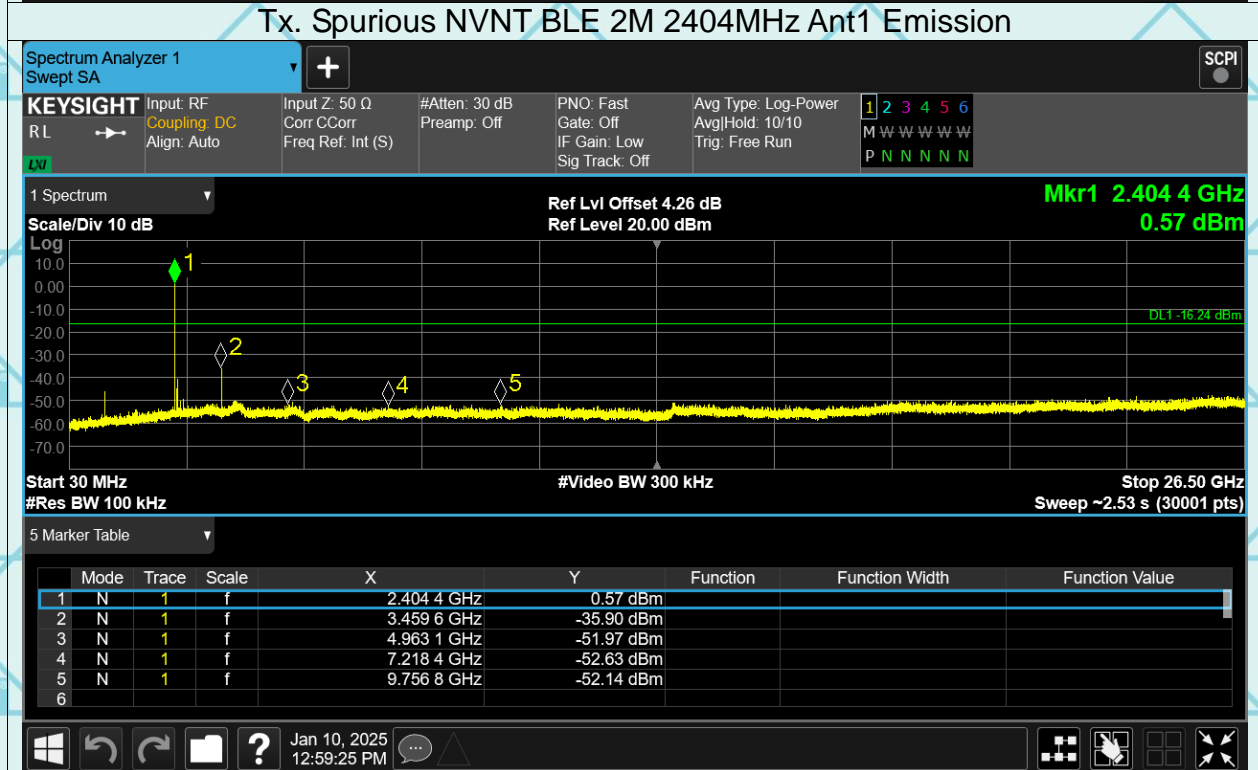 Tx. Spurious NVNT BLE 2M 2404MHz Ant1 Emission
Spectrum Analyzer 1
Swept SA
+
SCPI
KEYSIGHT
RL
LXI
Input: RF
Coupling: DC
Align: Auto
Input Z: 50 Ω
Corr CCorr
Freq Ref: Int (S)
#Atten: 30 dB
Preamp: Off
PNO: Fast
Gate: Off
IF Gain: Low
Sig Track: Off
Avg Type: Log-Power
Avg|Hold: 10/10
Trig: Free Run
1 2 3 4 5 6
M W W W W W
P N N N N N
1 Spectrum
Scale/Div 10 dB
Ref Lvl Offset 4.26 dB
Ref Level 20.00 dBm
Mkr1 2.404 4 GHz
0.57 dBm
Log
10.0
0.00
-10.0
-20.0
-30.0
-40.0
-50.0
-60.0
-70.0
1
2
3
4
5
DL1 -16.24 dBm
Start 30 MHz
#Video BW 300 kHz
Stop 26.50 GHz
#Res BW 100 kHz
Sweep ~2.53 s (30001 pts)
5 Marker Table
Mode Trace Scale X Y Function Function Width Function Value
1 N 1 f 2.404 4 GHz 0.57 dBm
2 N 1 f 3.459 6 GHz -35.90 dBm
3 N 1 f 4.963 1 GHz -51.97 dBm
4 N 1 f 7.218 4 GHz -52.63 dBm
5 N 1 f 9.756 8 GHz -52.14 dBm
6
?
Jan 10, 2025
12:59:25 PM